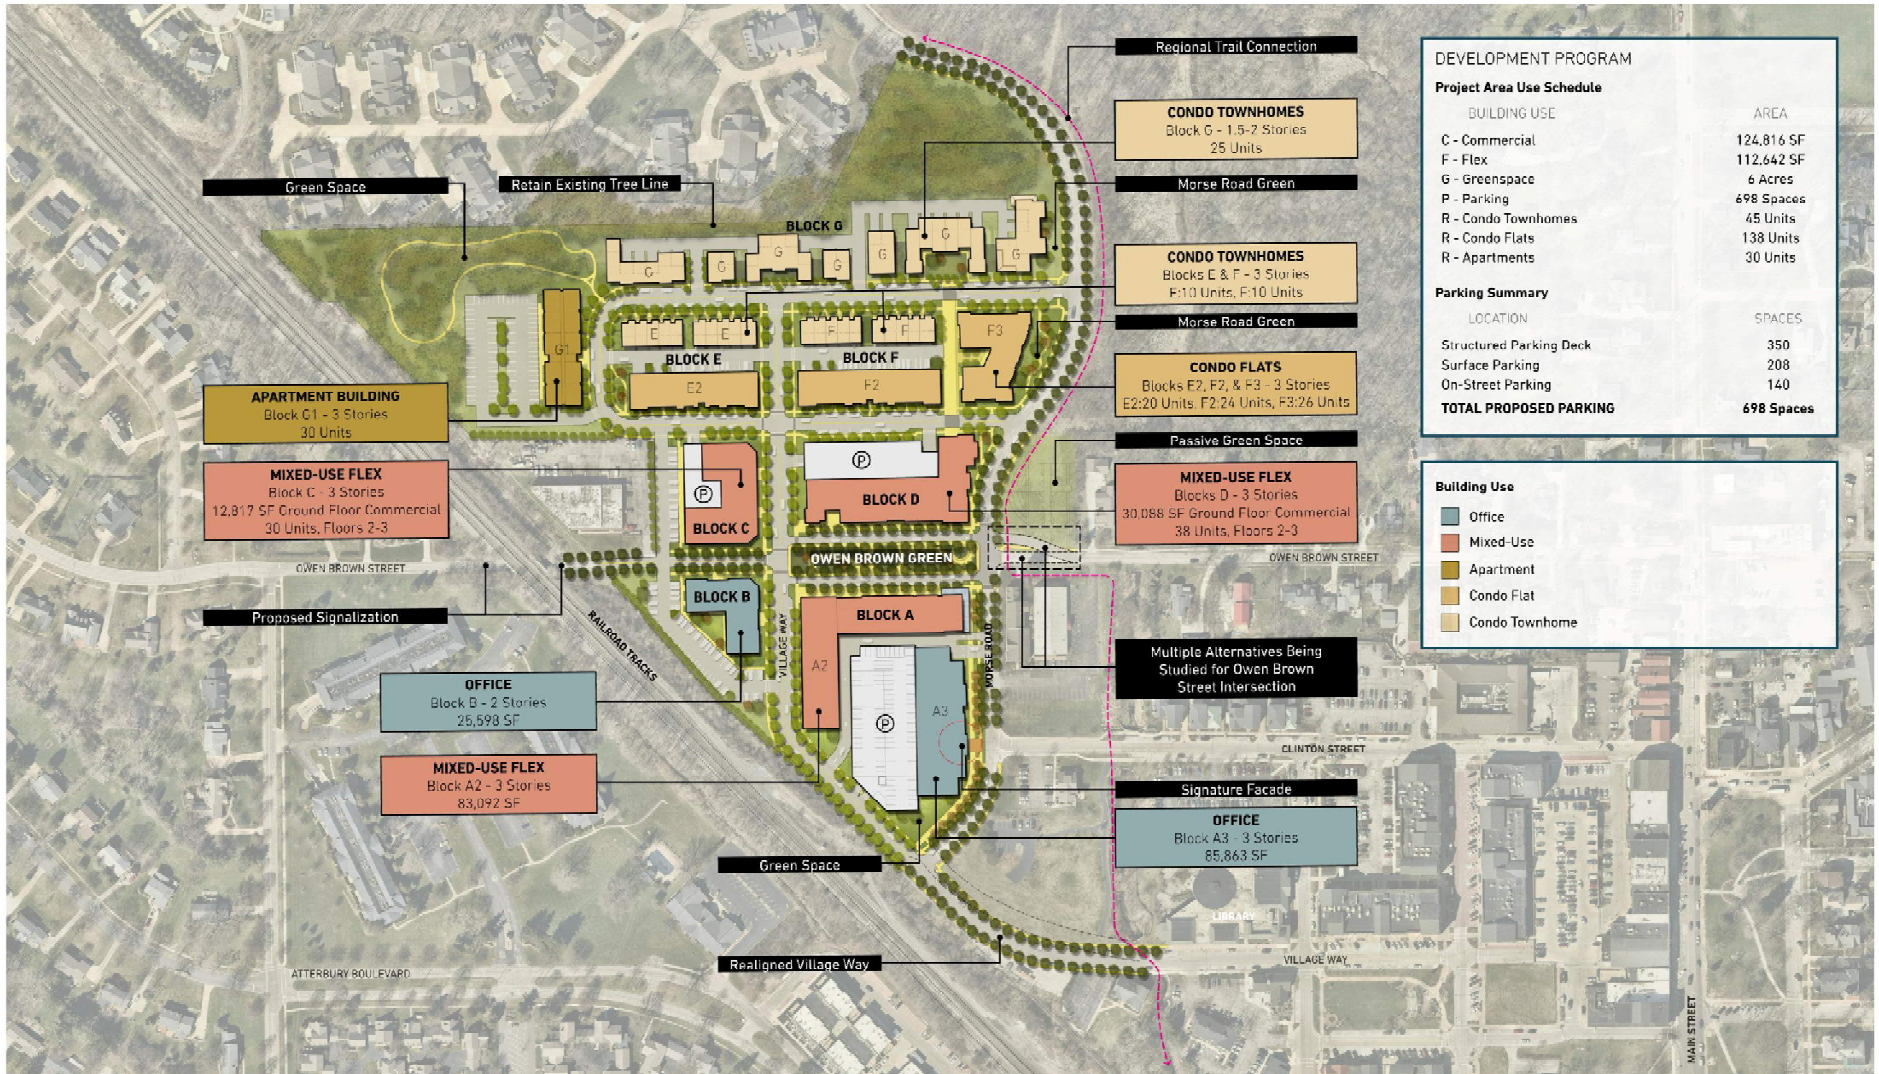 Regional Trail Connection
CONDO TOWNHOMES
Block G - 1.5-2 Stories
25 Units
Green Space
Retain Existing Tree Line
Morse Road Green
BLOCK G
G
G
G
G
G
G
G
CONDO TOWNHOMES
Blocks E & F - 3 Stories
F:10 Units, F:10 Units
Morse Road Green
G1
E
E
F
F
F3
BLOCK E
BLOCK F
E2
F2
CONDO FLATS
Blocks E2, F2, & F3 - 3 Stories
E2:20 Units, F2:24 Units, F3:26 Units
APARTMENT BUILDING
Block G1 - 3 Stories
30 Units
Passive Green Space
MIXED-USE FLEX
Block C - 3 Stories
12,817 SF Ground Floor Commercial
30 Units, Floors 2-3
P
BLOCK C
P
BLOCK D
MIXED-USE FLEX
Blocks D - 3 Stories
30,088 SF Ground Floor Commercial
38 Units, Floors 2-3
OWEN BROWN STREET
OWEN BROWN GREEN
OWEN BROWN STREET
Proposed Signalization
RAILROAD TRACKS
BLOCK B
BLOCK A
VILLAGE WAY
MORSE ROAD
A2
A3
P
Multiple Alternatives Being
Studied for Owen Brown
Street Intersection
OFFICE
Block B - 2 Stories
25,598 SF
MIXED-USE FLEX
Block A2 - 3 Stories
83,092 SF
CLINTON STREET
Signature Facade
OFFICE
Block A3 - 3 Stories
85,863 SF
Green Space
LIBRARY
Realigned Village Way
VILLAGE WAY
ATTERBURY BOULEVARD
MAIN STREET
DEVELOPMENT PROGRAM
Project Area Use Schedule
BUILDING USE AREA
C - Commercial 124,816 SF
F - Flex 112,642 SF
G - Greenspace 6 Acres
P - Parking 698 Spaces
R - Condo Townhomes 45 Units
R - Condo Flats 138 Units
R - Apartments 30 Units
Parking Summary
LOCATION SPACES
Structured Parking Deck 350
Surface Parking 208
On-Street Parking 140
TOTAL PROPOSED PARKING 698 Spaces
Building Use
Office
Mixed-Use
Apartment
Condo Flat
Condo Townhome